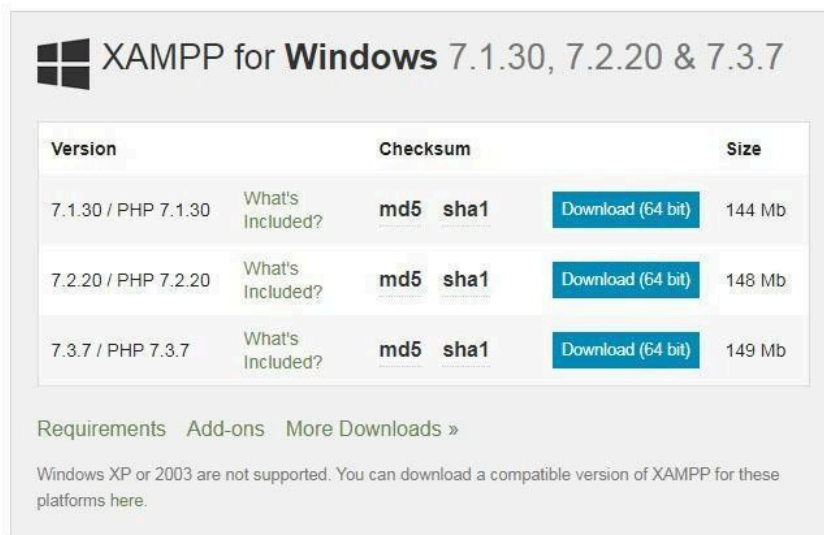 XAMPP for Windows 7.1.30, 7.2.20 & 7.3.7
Version Checksum Size
7.1.30 / PHP 7.1.30 What's Included? md5 sha1 Download (64 bit) 144 Mb
7.2.20 / PHP 7.2.20 What's Included? md5 sha1 Download (64 bit) 148 Mb
7.3.7 / PHP 7.3.7 What's Included? md5 sha1 Download (64 bit) 149 Mb
Requirements Add-ons More Downloads »
Windows XP or 2003 are not supported. You can download a compatible version of XAMPP for these
platforms here.